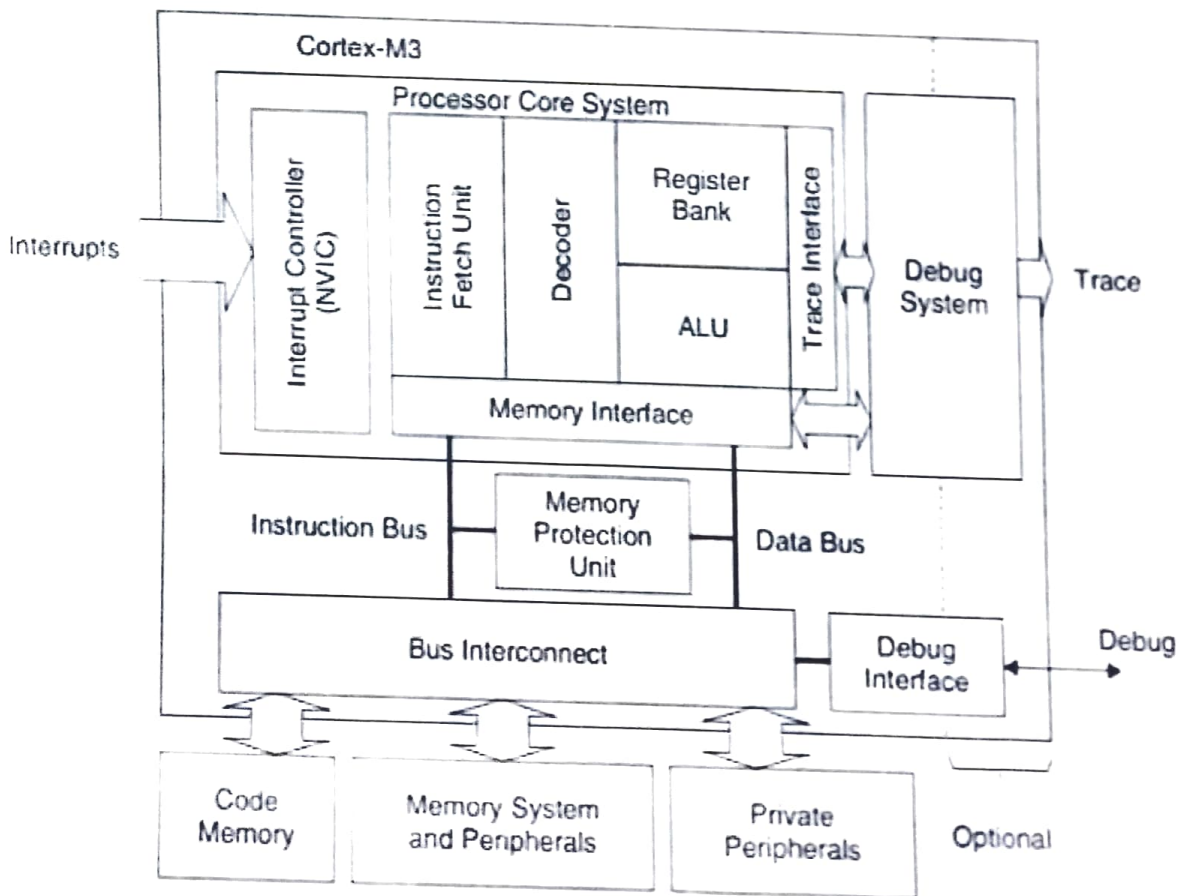 Cortex-M3
Processor Core System
Interrupts
Interrupt Controller
(NVIC)
Instruction
Fetch Unit
Decoder
Register
Bank
ALU
Trace Interface
Debug
System
Trace
Memory Interface
Instruction Bus
Memory
Protection
Unit
Data Bus
Bus Interconnect
Debug
Interface
Debug
Code
Memory
Memory System
and Peripherals
Private
Peripherals
Optional